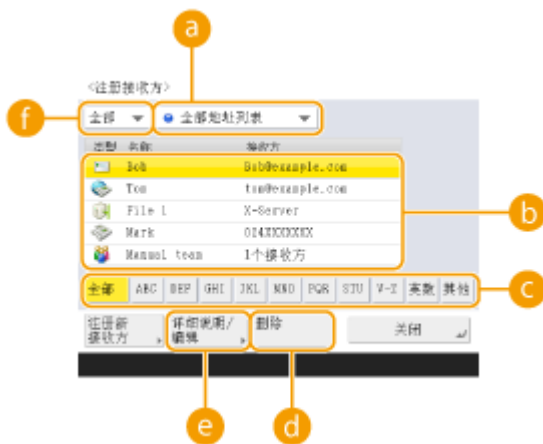 a
<注册接收方>
f
全部 全部地址列表
类型 名称 接收方
Bob Bob@example.com
Tom tom@example.com
b
File 1 X-Server
Mark 024XXXXXXX
Manual team 1个接收方
全部 ABC DEF GHI JKL MNO PQR STU V-Z 英数 其他
c
注册新接收方 详细说明/编辑 删除 关闭
e d